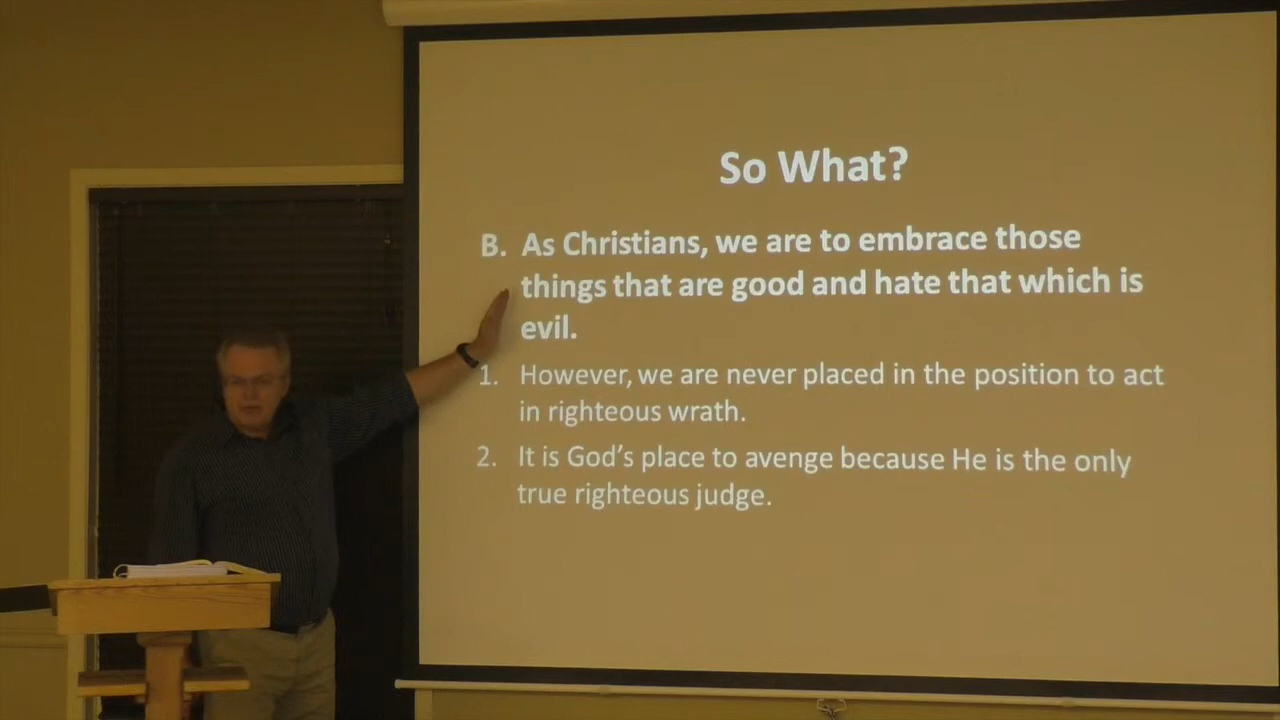 So What?
B. As Christians, we are to embrace those
things that are good and hate that which is
evil.
1. However, we are never placed in the position to act
in righteous wrath.
2. It is God's place to avenge because He is the only
true righteous judge.